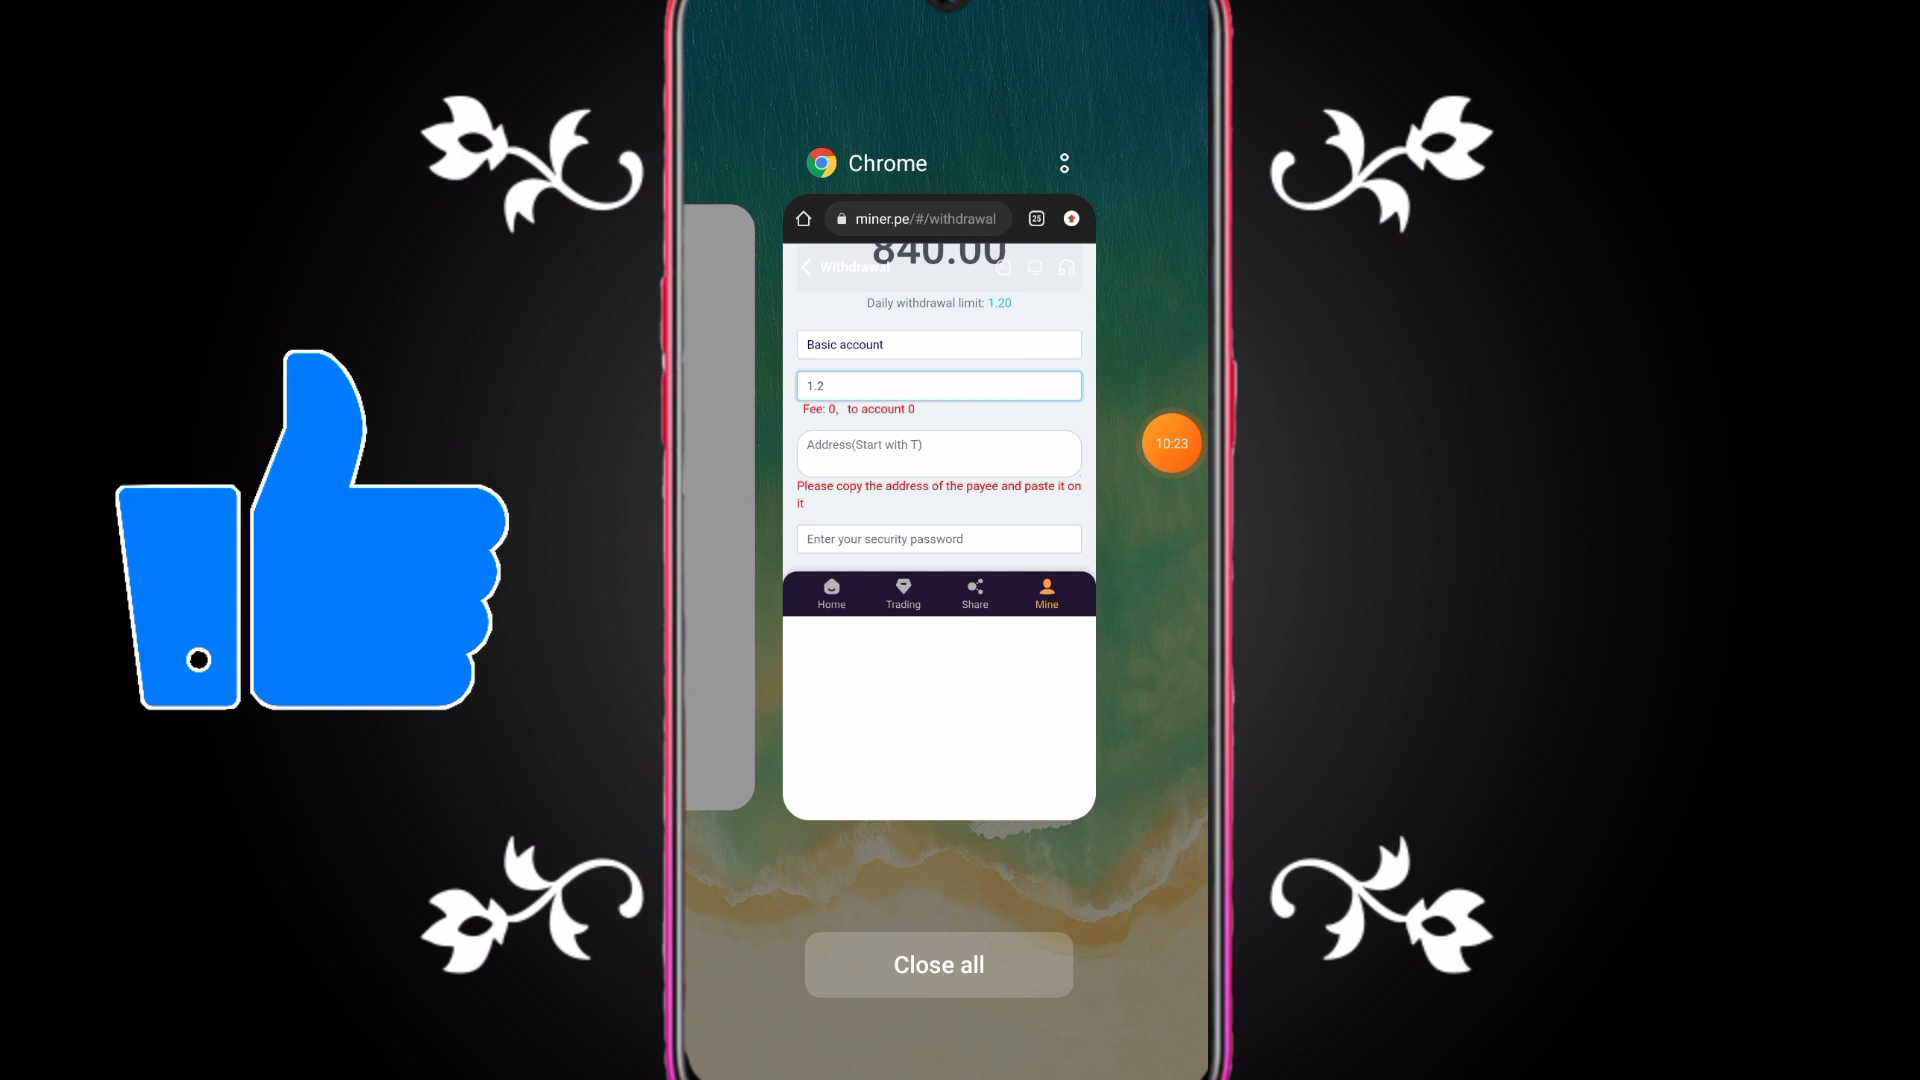 Chrome
miner.pe/#/withdrawal
25
840.00
Withdrawal
Daily withdrawal limit: 1.20
Basic account
1.2
Fee: 0, to account 0
Address(Start with T)
Please copy the address of the payee and paste it on
it
Enter your security password
Home
Trading
Share
Mine
10:23
Close all